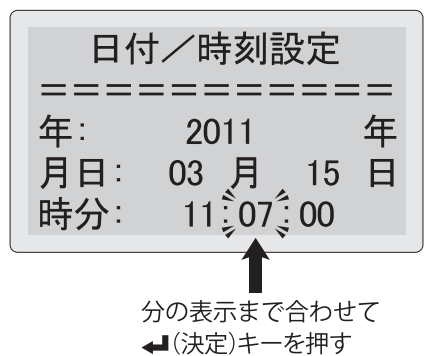 日付／時刻設定
============
年: 2011 年
月日: 03 月 15 日
時分: 11:07:00
分の表示まで合わせて
↵(決定)キーを押す